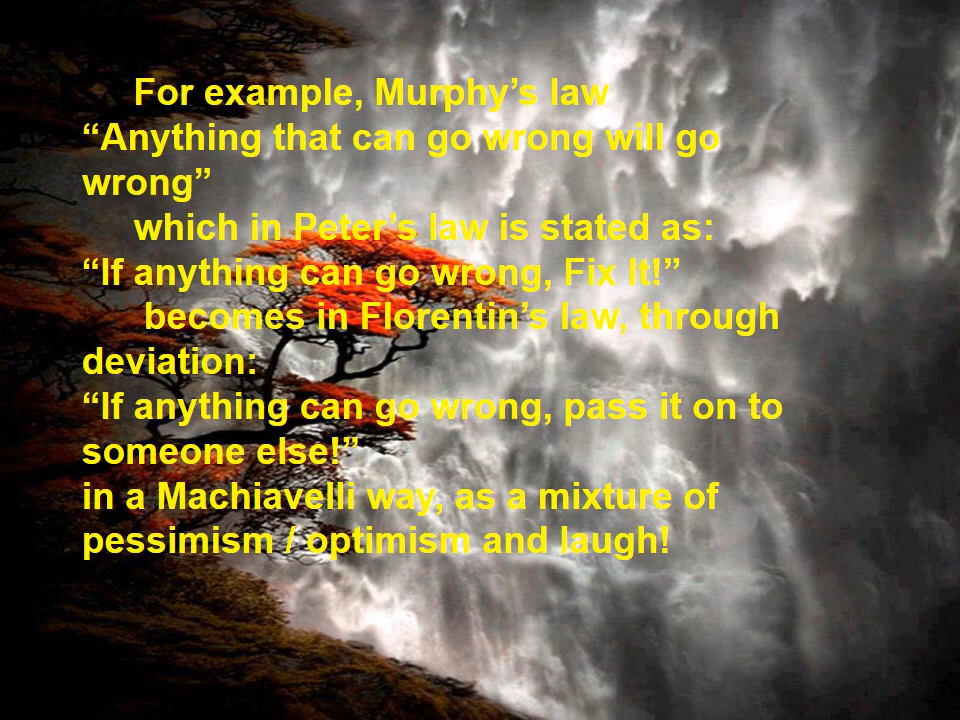 For example, Murphy’s law
“Anything that can go wrong will go
wrong”
which in Peter’s law is stated as:
“If anything can go wrong, Fix It!”
becomes in Florentin’s law, through
deviation:
“If anything can go wrong, pass it on to
someone else!”
in a Machiavelli way, as a mixture of
pessimism / optimism and laugh!